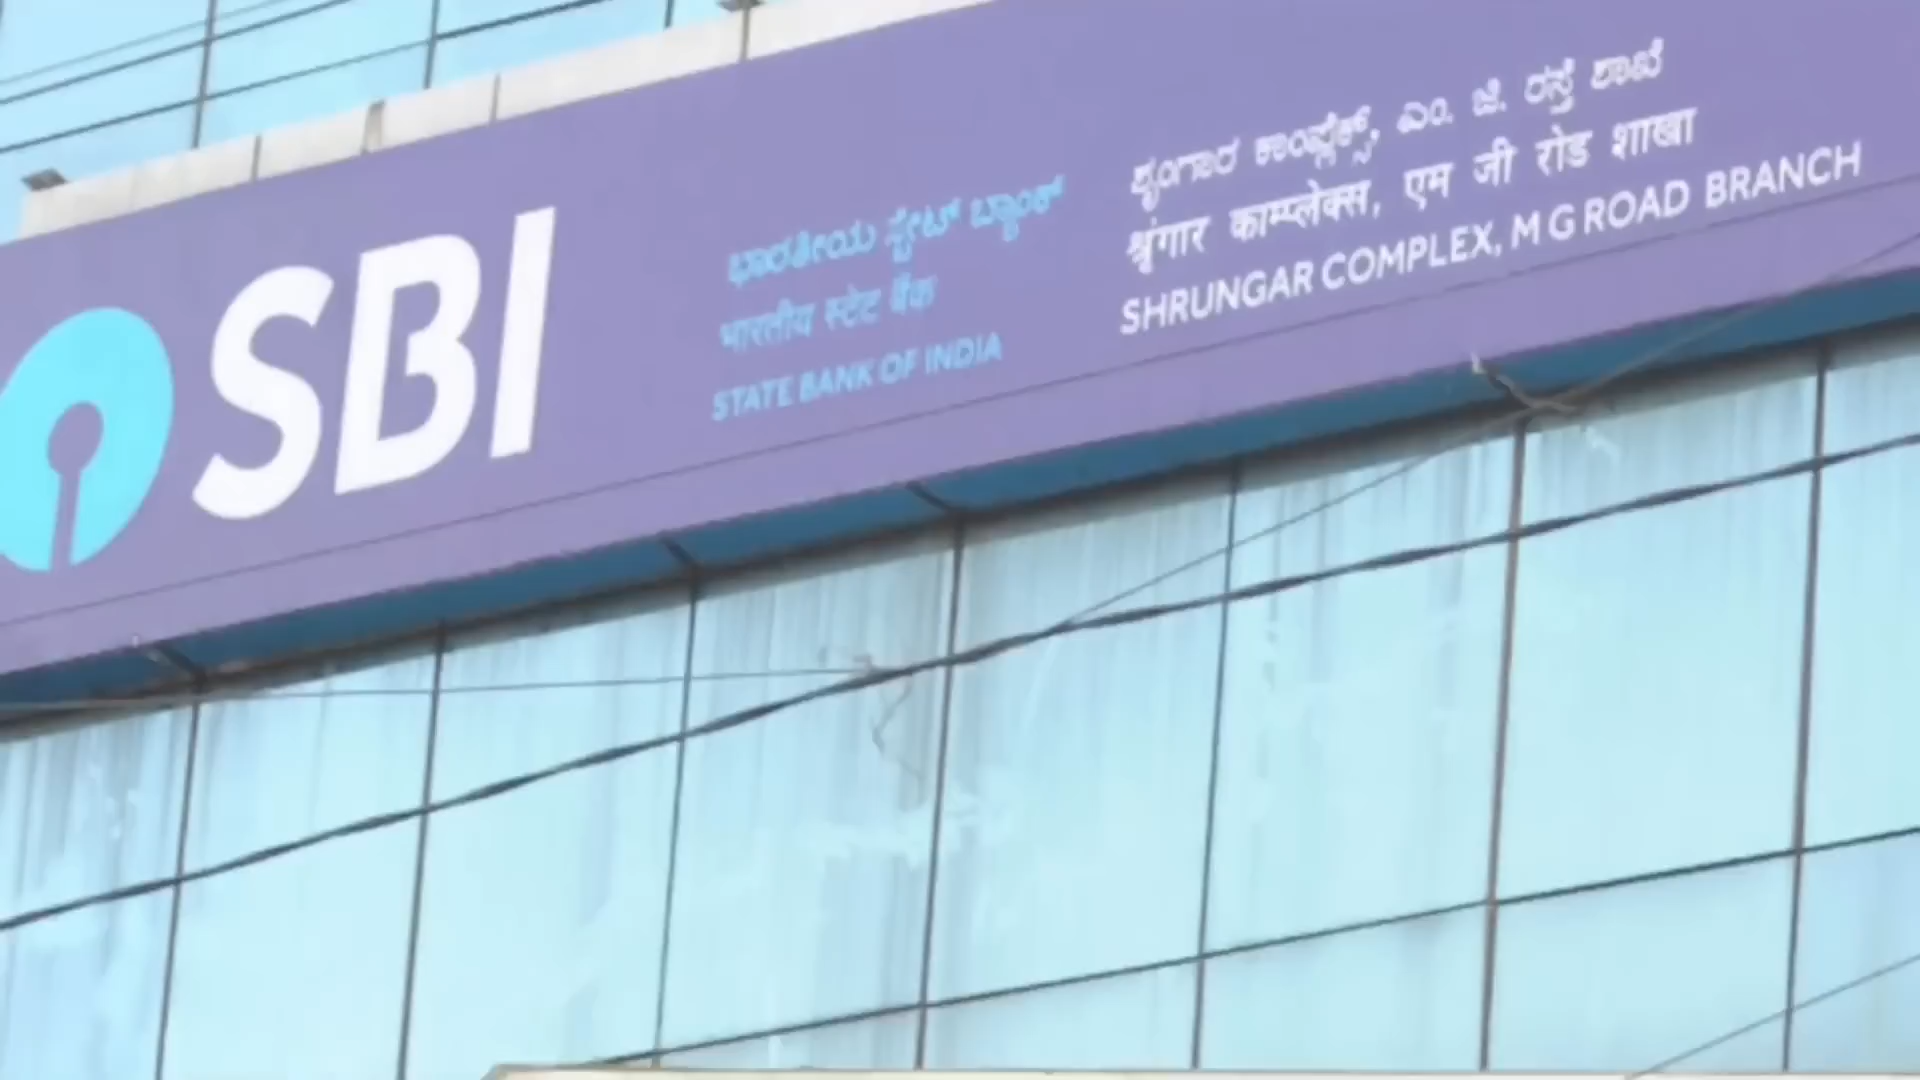 SBI
ಭಾರತೀಯ ಸ್ಟೇಟ್ ಬ್ಯಾಂಕ್
भारतीय स्टेट बैंक
STATE BANK OF INDIA
ಶೃಂಗಾರ ಕಾಂಪ್ಲೆಕ್ಸ್, ಎಂ. ಜಿ. ರಸ್ತೆ ಶಾಖೆ
श्रृंगार काम्प्लेक्स, एम जी रोड शाखा
SHRUNGAR COMPLEX, M G ROAD BRANCH